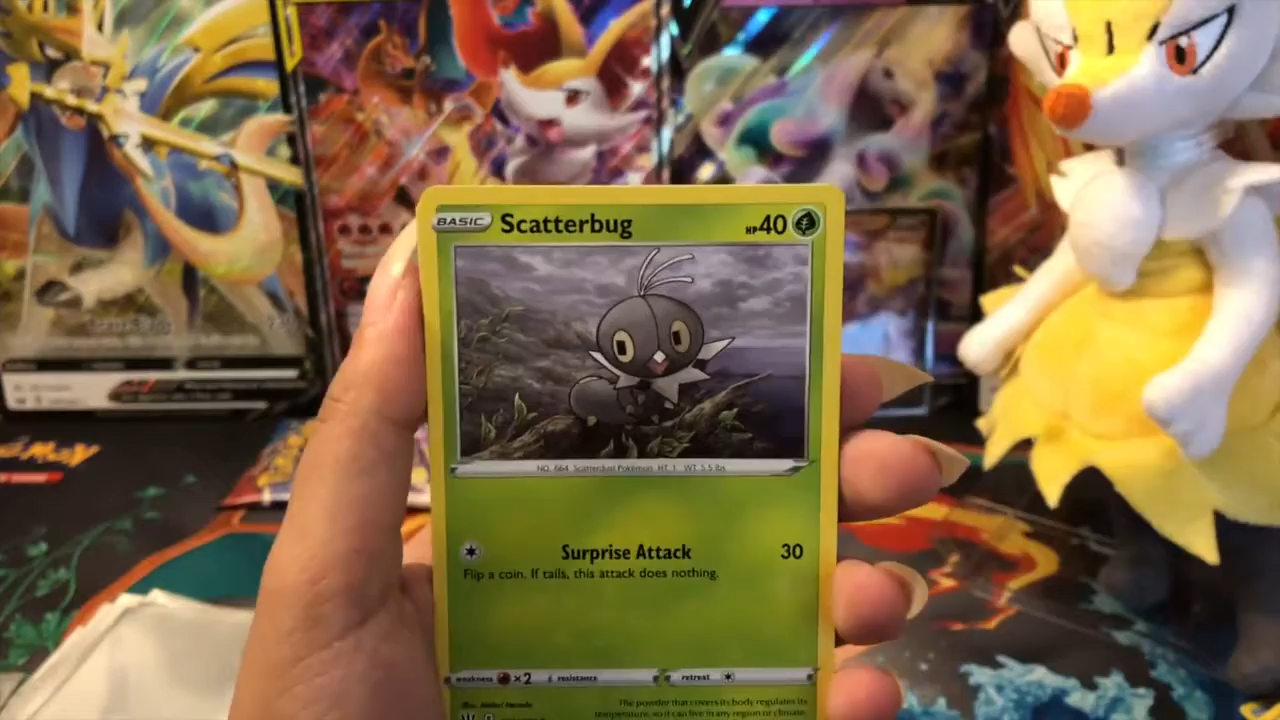 BASIC Scatterbug HP 40
NO. 664 Scatterdust Pokémon HT 1 WT 5.5 lbs
Surprise Attack 30
Flip a coin. If tails, this attack does nothing.
weakness ×2 resistance retreat
The powder that covers its body regulates its
temperature, so it can live in any region or climate.